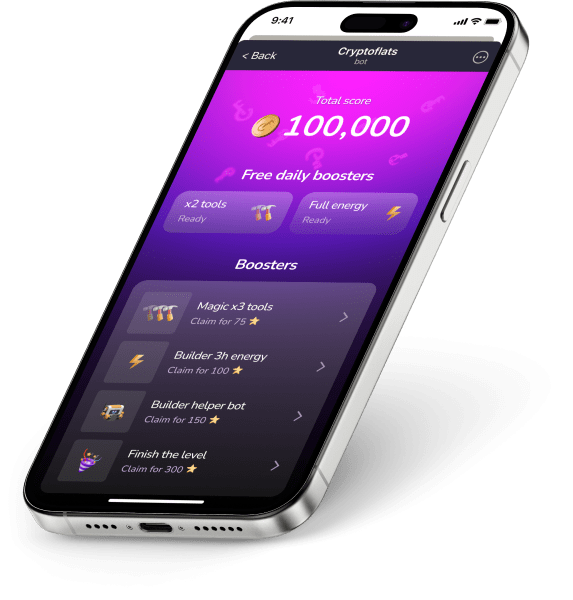 9:41
< Back
Cryptoflats
bot
Total score
100,000
Free daily boosters
x2 tools
Ready
Full energy
Ready
Boosters
Magic x3 tools
Claim for 75
Builder 3h energy
Claim for 100
Builder helper bot
Claim for 150
Finish the level
Claim for 300